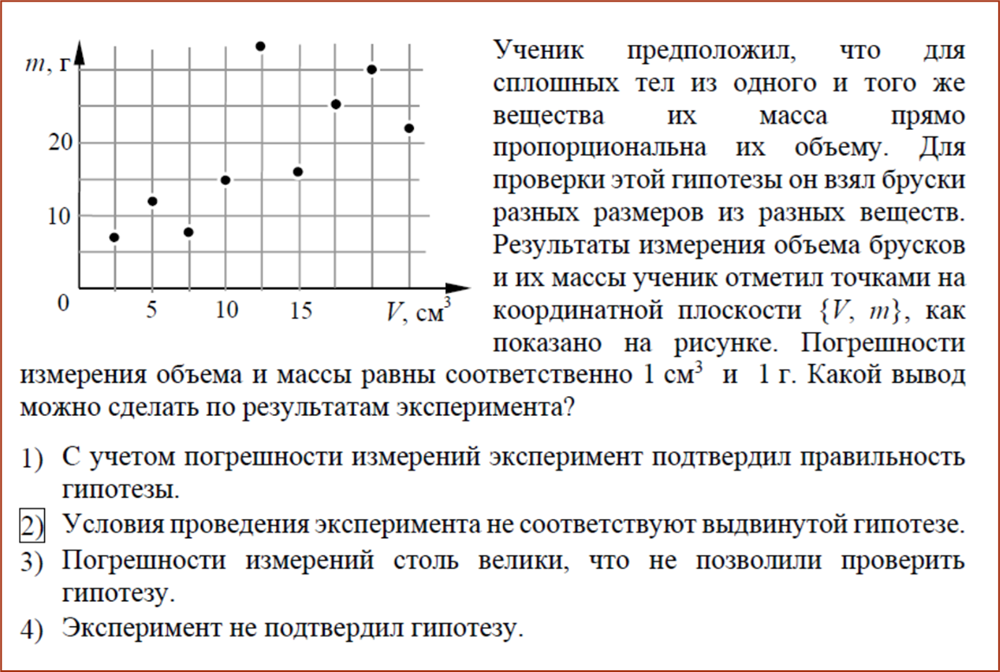 m, г
20
10
0
5
10
15
V, см³
Ученик предположил, что для
сплошных тел из одного и того же
вещества их масса прямо
пропорциональна их объему. Для
проверки этой гипотезы он взял бруски
разных размеров из разных веществ.
Результаты измерения объема брусков
и их массы ученик отметил точками на
координатной плоскости {V, m}, как
показано на рисунке. Погрешности
измерения объема и массы равны соответственно 1 см³ и 1 г. Какой вывод
можно сделать по результатам эксперимента?
1) С учетом погрешности измерений эксперимент подтвердил правильность
гипотезы.
2) Условия проведения эксперимента не соответствуют выдвинутой гипотезе.
3) Погрешности измерений столь велики, что не позволили проверить
гипотезу.
4) Эксперимент не подтвердил гипотезу.